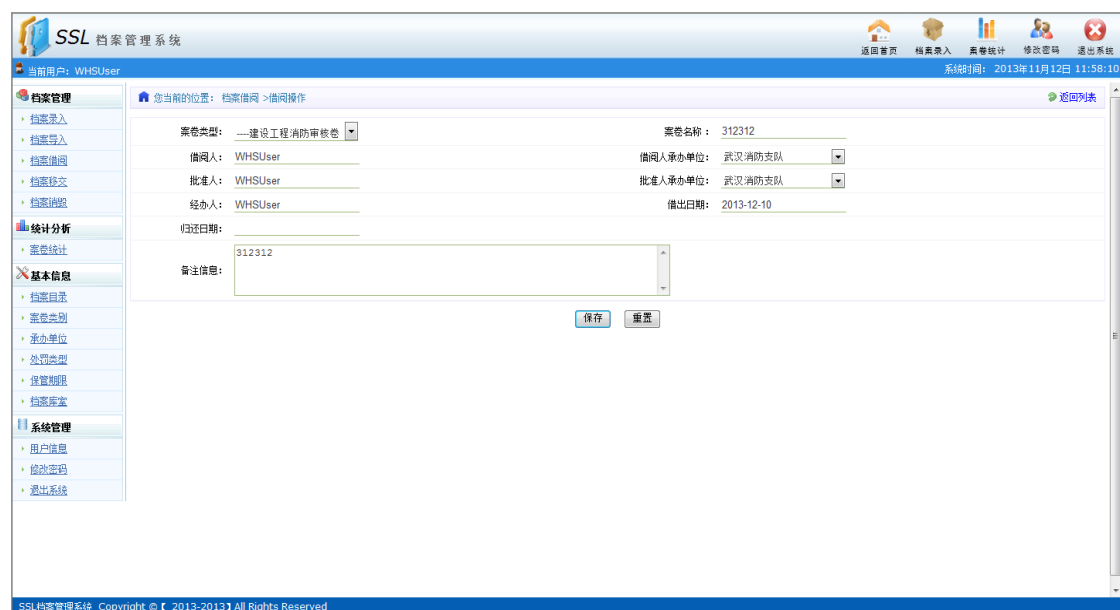 SSL 档案管理系统
返回首页 档案录入 案卷统计 修改密码 退出系统
当前用户: WHSUser 系统时间: 2013年11月12日 11:58:10
档案管理
档案录入
档案导入
档案借阅
档案移交
档案销毁
统计分析
案卷统计
基本信息
档案目录
案卷类别
承办单位
处罚类型
保管期限
档案库室
系统管理
用户信息
修改密码
退出系统
您当前的位置: 档案借阅 >借阅操作 返回列表
案卷类型: ----建设工程消防审核卷 案卷名称: 312312
借阅人: WHSUser 借阅人承办单位: 武汉消防支队
批准人: WHSUser 批准人承办单位: 武汉消防支队
经办人: WHSUser 借出日期: 2013-12-10
归还日期:
备注信息: 312312
保存 重置
SSL档案管理系统 Copyright ©【 2013-2013】All Rights Reserved